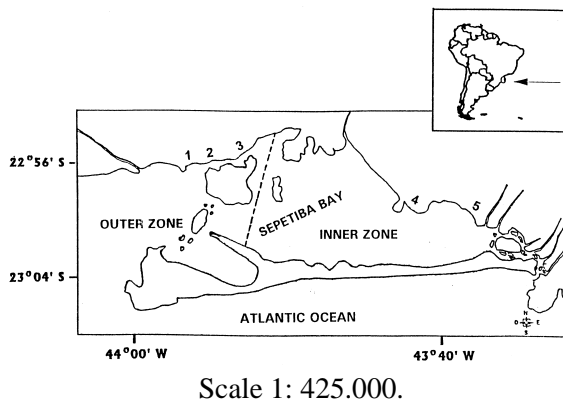 1 2 3
22°56' S
4
5
SEPETIBA BAY
OUTER ZONE
INNER ZONE
23°04' S
N
O E
S
ATLANTIC OCEAN
44°00' W
43°40' W
Scale 1: 425.000.